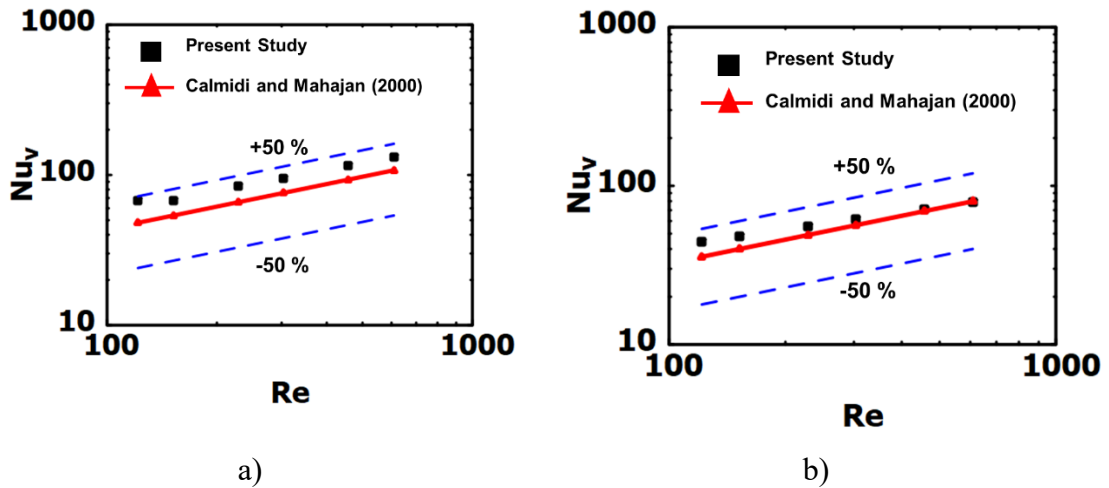 1000
Present Study
Calmidi and Mahajan (2000)
+50 %
100
Nuv
-50 %
10
100
1000
Re
a)
1000
Present Study
Calmidi and Mahajan (2000)
+50 %
100
Nuv
-50 %
10
100
1000
Re
b)